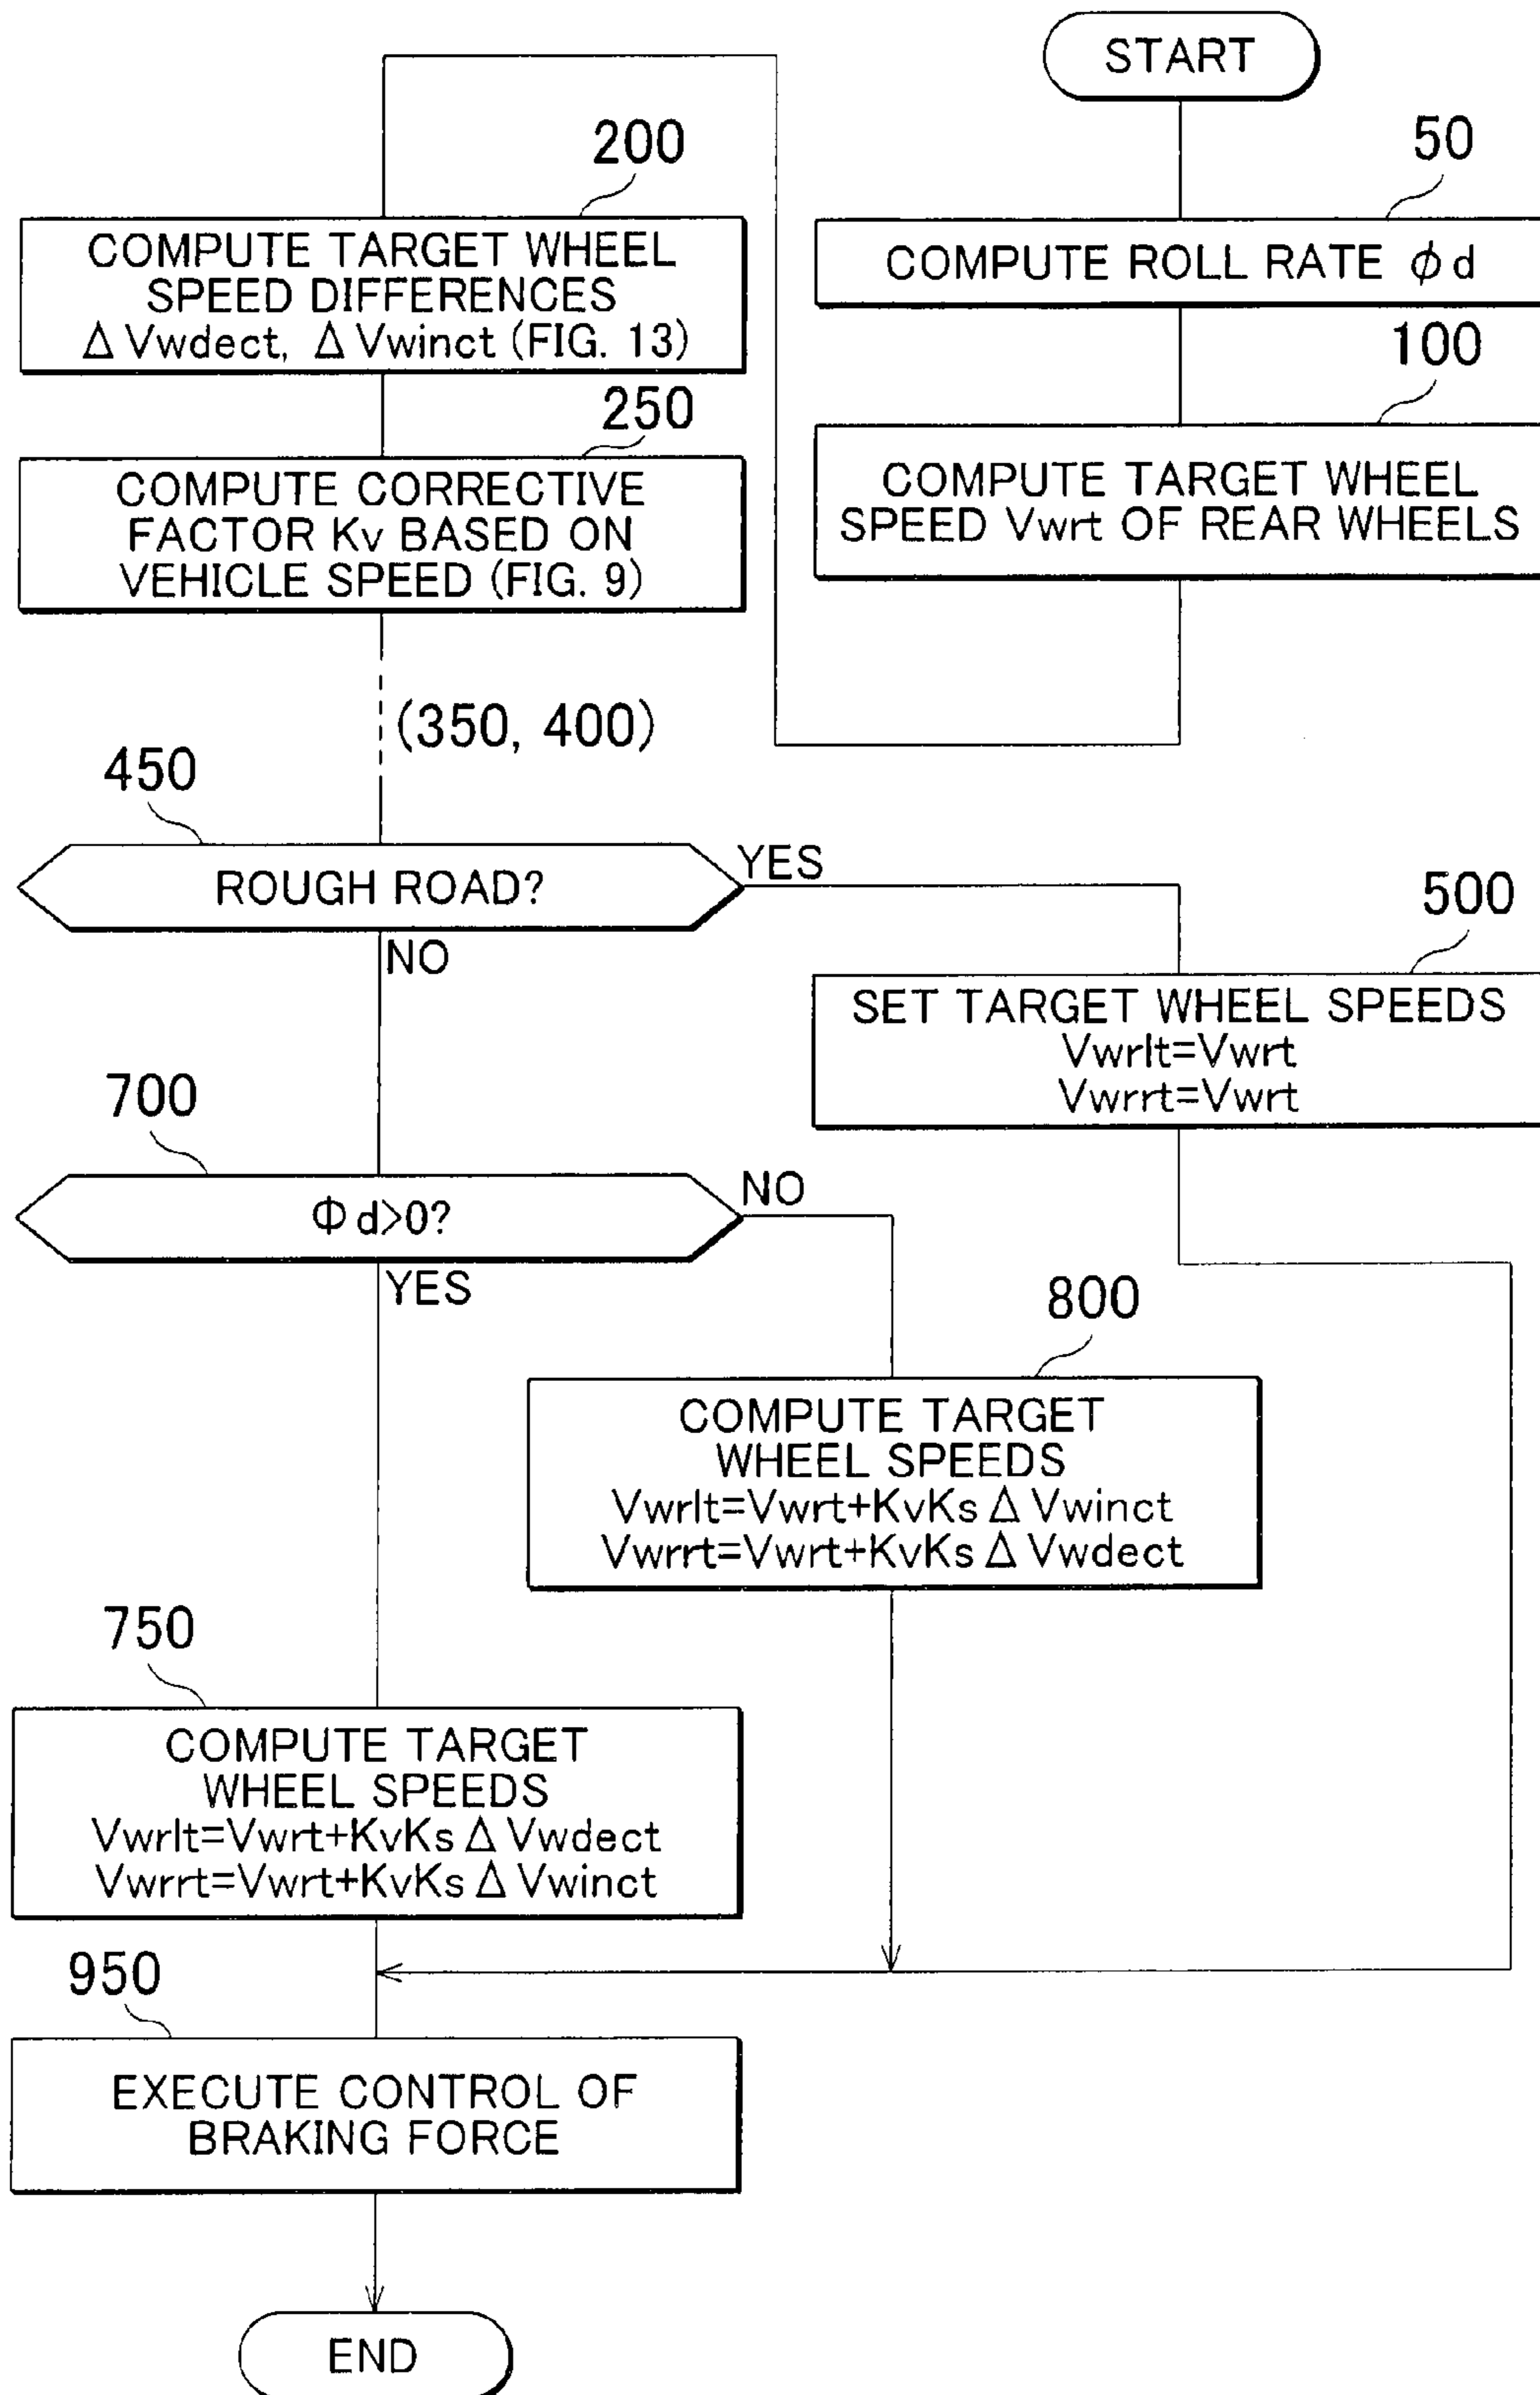 START
50
COMPUTE ROLL RATE ϕd
100
COMPUTE TARGET WHEEL
SPEED Vwrt OF REAR WHEELS
200
COMPUTE TARGET WHEEL
SPEED DIFFERENCES
Δ Vwdect, Δ Vwinct (FIG. 13)
250
COMPUTE CORRECTIVE
FACTOR Kv BASED ON
VEHICLE SPEED (FIG. 9)
(350, 400)
450
ROUGH ROAD?
YES
NO
500
SET TARGET WHEEL SPEEDS
Vwrlt=Vwrt
Vwrrt=Vwrt
700
Φd>0?
NO
YES
800
COMPUTE TARGET
WHEEL SPEEDS
Vwrlt=Vwrt+KvKsΔVwinct
Vwrrt=Vwrt+KvKsΔVwdect
750
COMPUTE TARGET
WHEEL SPEEDS
Vwrlt=Vwrt+KvKsΔVwdect
Vwrrt=Vwrt+KvKsΔVwinct
950
EXECUTE CONTROL OF
BRAKING FORCE
END